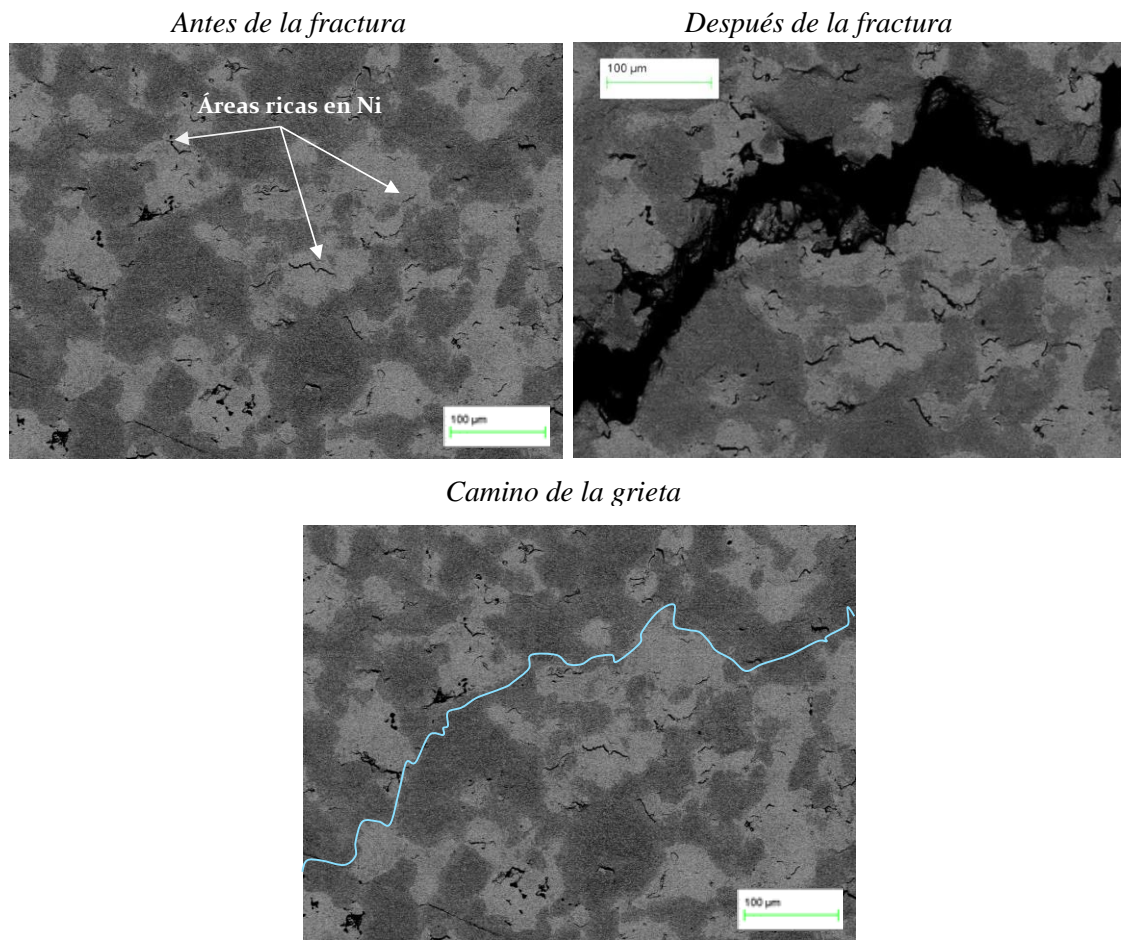 Antes de la fractura
Después de la fractura
Áreas ricas en Ni
100 µm
100 µm
Camino de la grieta
100 µm